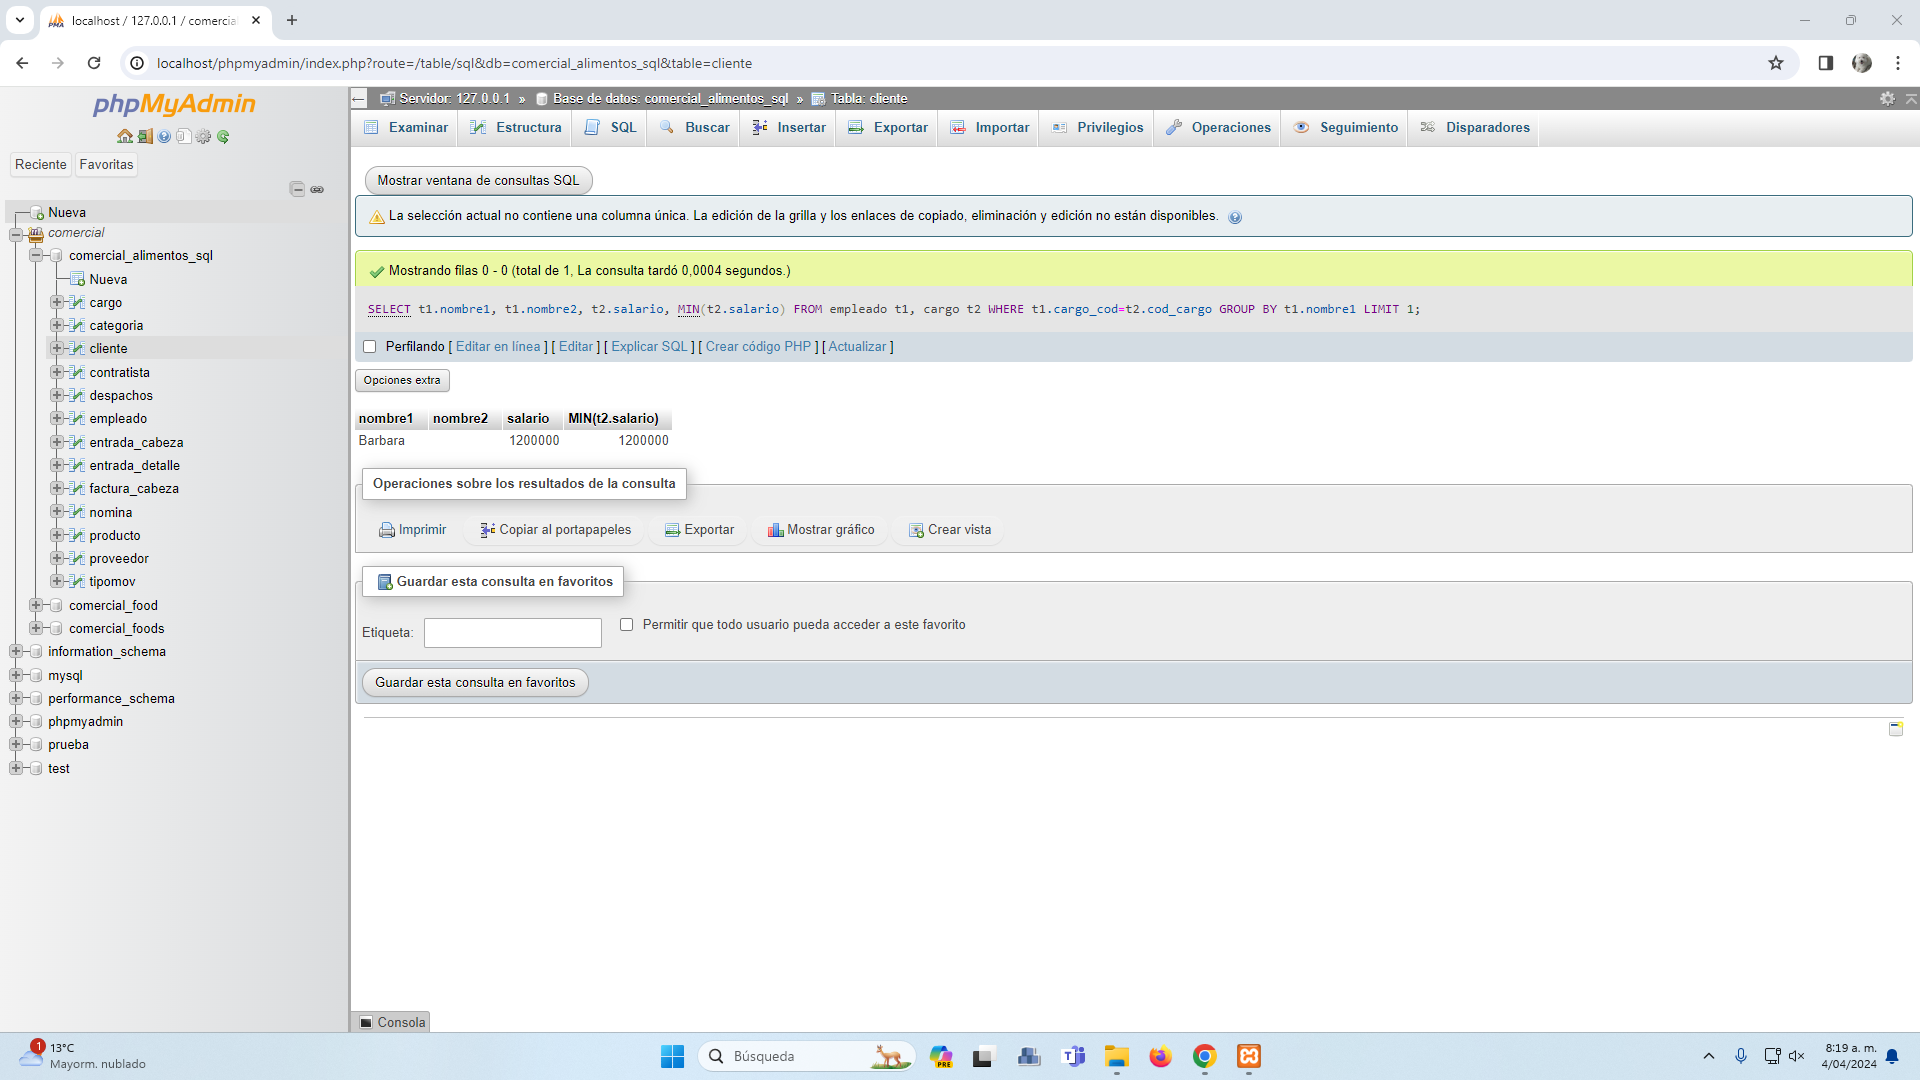 localhost / 127.0.0.1 / comercia
localhost/phpmyadmin/index.php?route=/table/sql&db=comercial_alimentos_sql&table=cliente
phpMyAdmin
Reciente Favoritas
Nueva
comercial
comercial_alimentos_sql
Nueva
cargo
categoria
cliente
contratista
despachos
empleado
entrada_cabeza
entrada_detalle
factura_cabeza
nomina
producto
proveedor
tipomov
comercial_food
comercial_foods
information_schema
mysql
performance_schema
phpmyadmin
prueba
test
Servidor: 127.0.0.1 » Base de datos: comercial_alimentos_sql » Tabla: cliente
Examinar Estructura SQL Buscar Insertar Exportar Importar Privilegios Operaciones Seguimiento Disparadores
Mostrar ventana de consultas SQL
La selección actual no contiene una columna única. La edición de la grilla y los enlaces de copiado, eliminación y edición no están disponibles.
Mostrando filas 0 - 0 (total de 1, La consulta tardó 0,0004 segundos.)
SELECT t1.nombre1, t1.nombre2, t2.salario, MIN(t2.salario) FROM empleado t1, cargo t2 WHERE t1.cargo_cod=t2.cod_cargo GROUP BY t1.nombre1 LIMIT 1;
Perfilando [ Editar en línea ] [ Editar ] [ Explicar SQL ] [ Crear código PHP ] [ Actualizar ]
Opciones extra
nombre1 nombre2 salario MIN(t2.salario)
Barbara 1200000 1200000
Operaciones sobre los resultados de la consulta
Imprimir Copiar al portapapeles Exportar Mostrar gráfico Crear vista
Guardar esta consulta en favoritos
Etiqueta: Permitir que todo usuario pueda acceder a este favorito
Guardar esta consulta en favoritos
Consola
1 13°C
Mayorm. nublado
Búsqueda
PRE
8:19 a. m.
4/04/2024